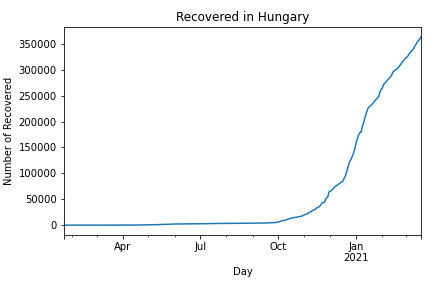 Recovered in Hungary
Number of Recovered
350000
300000
250000
200000
150000
100000
50000
0
Apr Jul Oct Jan
2021
Day